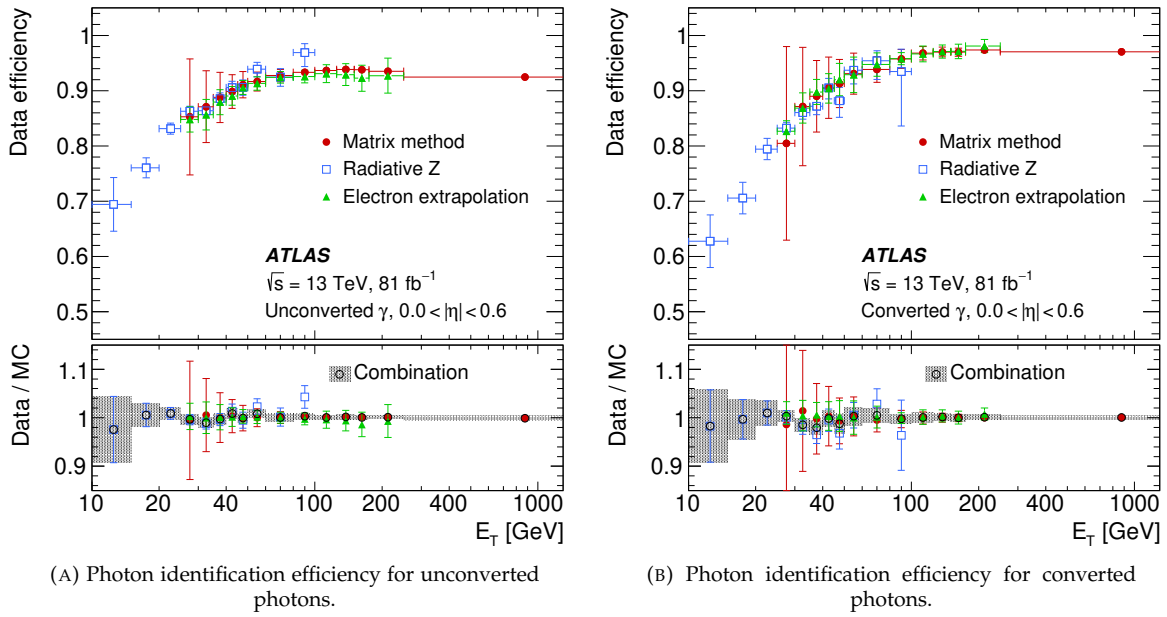 Data efficiency
1
0.9
0.8
0.7
0.6
0.5
Matrix method
Radiative Z
Electron extrapolation
ATLAS
√s = 13 TeV, 81 fb⁻¹
Unconverted γ, 0.0 < |η| < 0.6
Data / MC
1.1
1
0.9
Combination
10 20 30 40 100 200 400 1000
E_T [GeV]
(A) Photon identification efficiency for unconverted
photons.
Data efficiency
1
0.9
0.8
0.7
0.6
0.5
Matrix method
Radiative Z
Electron extrapolation
ATLAS
√s = 13 TeV, 81 fb⁻¹
Converted γ, 0.0 < |η| < 0.6
Data / MC
1.1
1
0.9
Combination
10 20 30 40 100 200 400 1000
E_T [GeV]
(B) Photon identification efficiency for converted
photons.